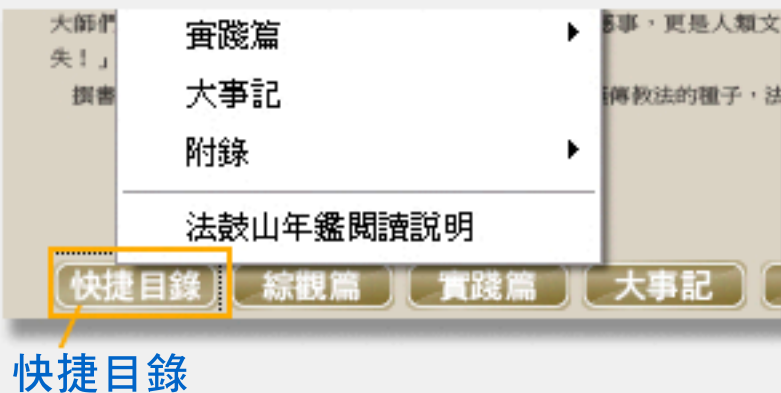 大師們
實踐篇
事，更是人類文
失！」
撰書
大事記
傳教法的種子，法
附錄
法鼓山年鑑閱讀説明
快捷目錄 綜觀篇 實踐篇 大事記
快捷目錄